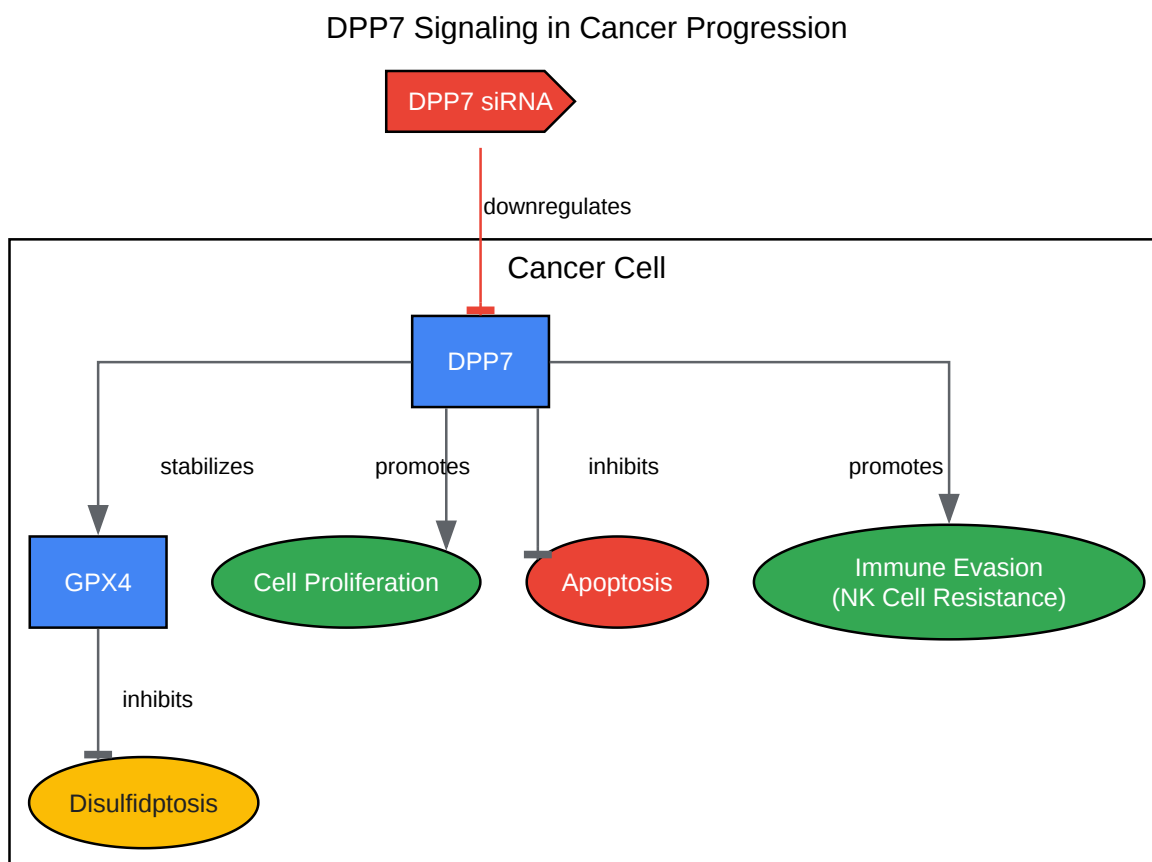 DPP7 Signaling in Cancer Progression
DPP7 siRNA
downregulates
Cancer Cell
DPP7
stabilizes
promotes
inhibits
promotes
GPX4
Cell Proliferation
Apoptosis
Immune Evasion
(NK Cell Resistance)
inhibits
Disulfidptosis